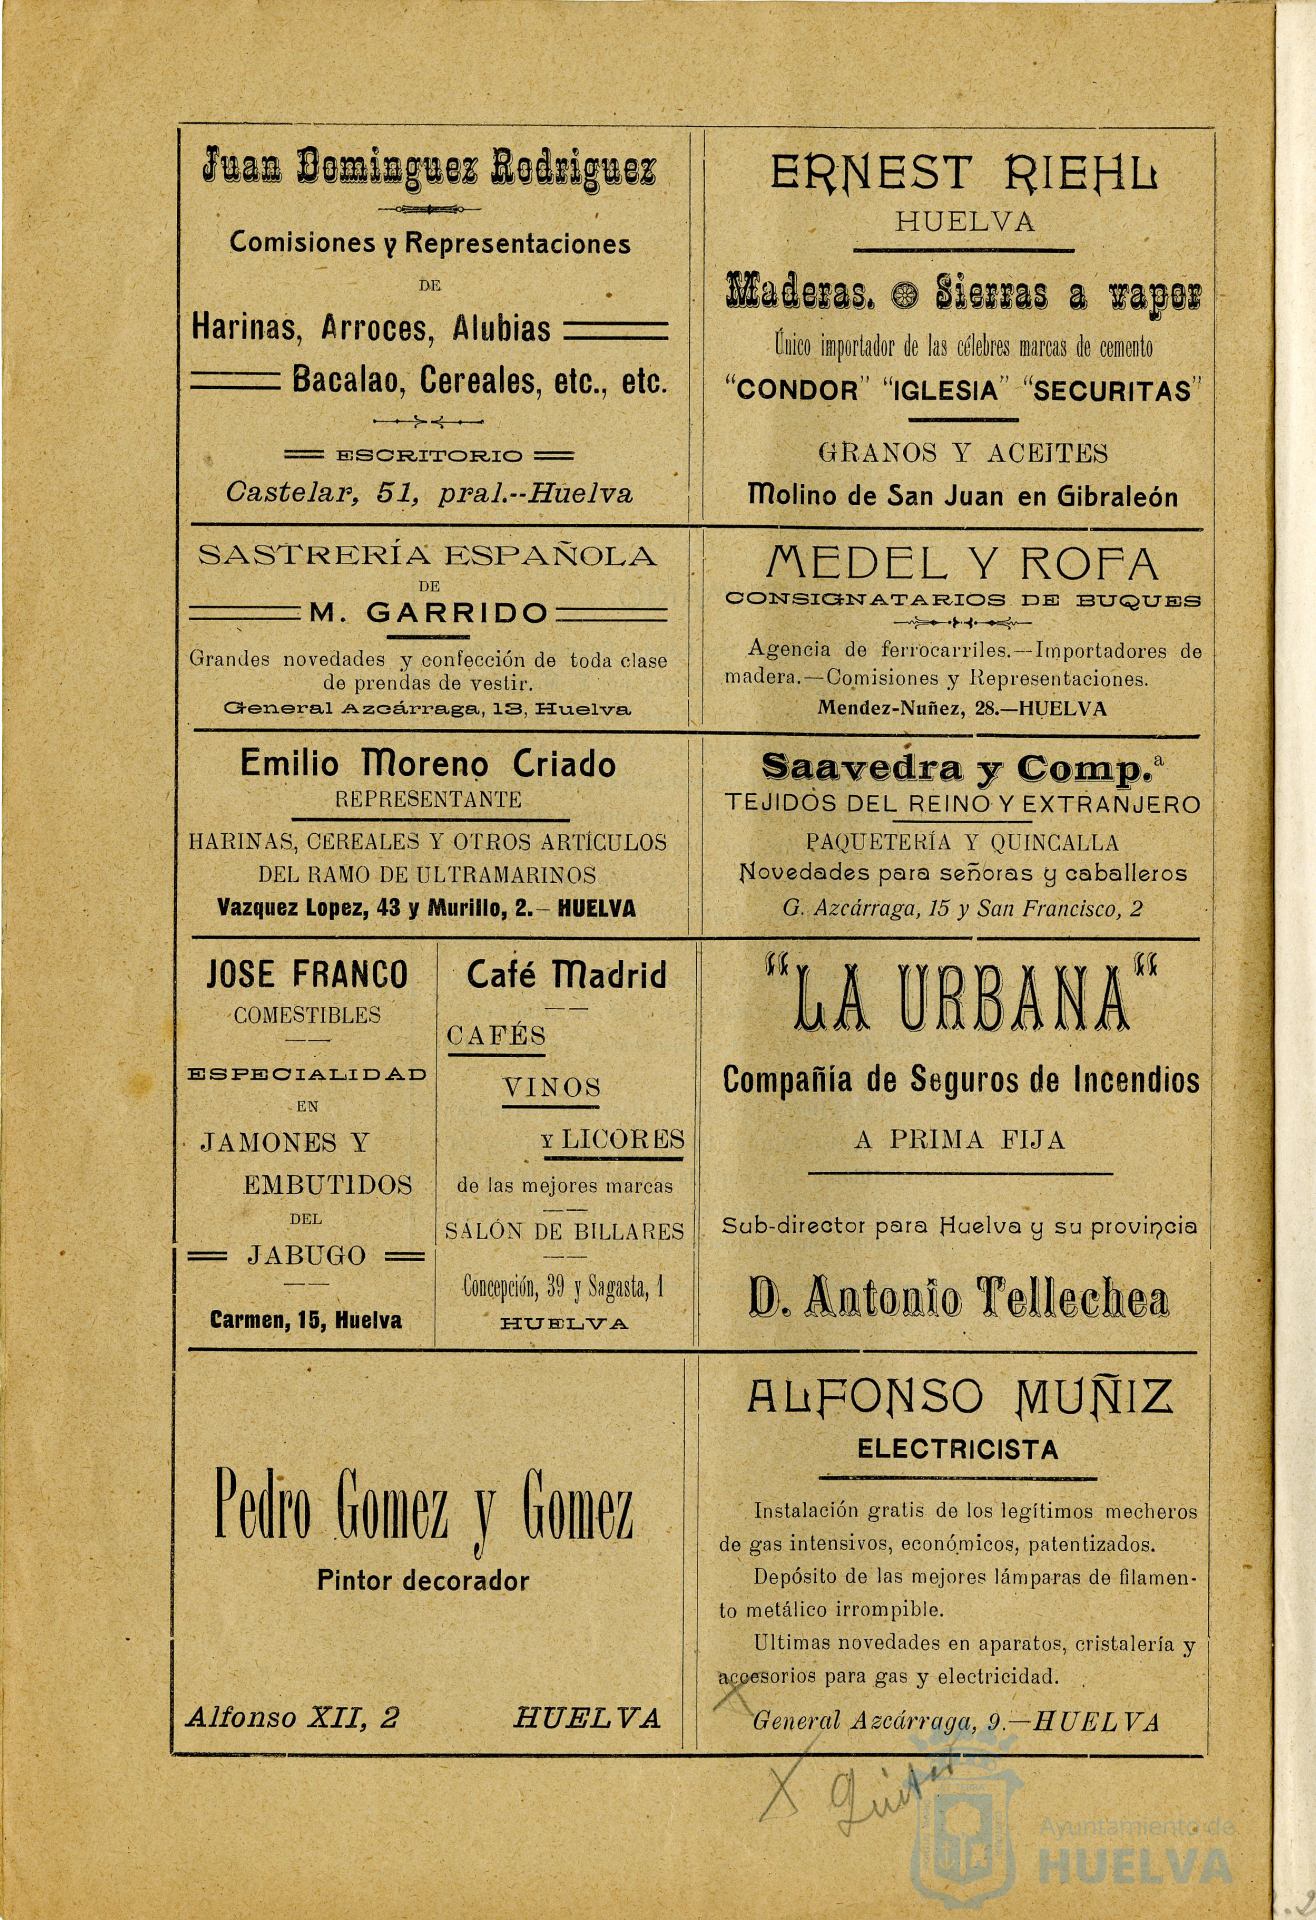 Juan Dominguez Rodriguez
Comisiones y Representaciones
DE
Harinas, Arroces, Alubias
Bacalao, Cereales, etc., etc.
ESCRITORIO
Castelar, 51, pral.--Huelva
ERNEST RIEHL
HUELVA
Maderas. Sierras a vapor
Único importador de las célebres marcas de cemento
"CONDOR" "IGLESIA" "SECURITAS"
GRANOS Y ACEITES
Molino de San Juan en Gibraleón
SASTRERÍA ESPAÑOLA
DE
M. GARRIDO
Grandes novedades y confección de toda clase
de prendas de vestir.
General Azcárraga, 13, Huelva
MEDEL Y ROFA
CONSIGNATARIOS DE BUQUES
Agencia de ferrocarriles.—Importadores de
madera.—Comisiones y Representaciones.
Mendez-Nuñez, 28.—HUELVA
Emilio Moreno Criado
REPRESENTANTE
HARINAS, CEREALES Y OTROS ARTÍCULOS
DEL RAMO DE ULTRAMARINOS
Vazquez Lopez, 43 y Murillo, 2.—HUELVA
Saavedra y Comp.ª
TEJIDOS DEL REINO Y EXTRANJERO
PAQUETERÍA Y QUINCALLA
Novedades para señoras y caballeros
G. Azcárraga, 15 y San Francisco, 2
JOSE FRANCO
COMESTIBLES
ESPECIALIDAD
EN
JAMONES Y
EMBUTIDOS
DEL
JABUGO
Carmen, 15, Huelva
Café Madrid
CAFÉS
VINOS
Y LICORES
de las mejores marcas
SALÓN DE BILLARES
Concepción, 39 y Sagasta, 1
HUELVA
"LA URBANA"
Compañía de Seguros de Incendios
A PRIMA FIJA
Sub-director para Huelva y su provincia
D. Antonio Tellechea
Pedro Gomez y Gomez
Pintor decorador
Alfonso XII, 2 HUELVA
ALFONSO MUÑIZ
ELECTRICISTA
Instalación gratis de los legítimos mecheros
de gas intensivos, económicos, patentizados.
Depósito de las mejores lámparas de filamen-
to metálico irrompible.
Ultimas novedades en aparatos, cristalería y
accesorios para gas y electricidad.
General Azcárraga, 9.—HUELVA
X Quitar
Ayuntamiento de
HUELVA